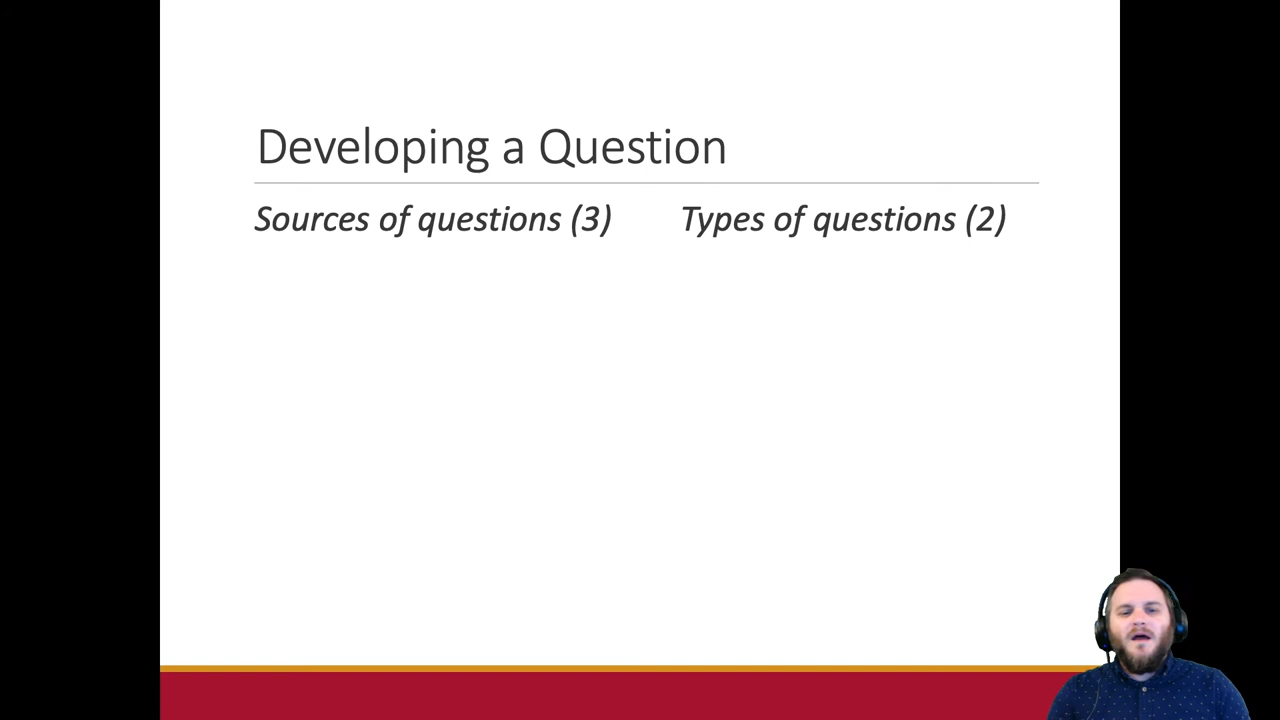 Developing a Question
Sources of questions (3)
Types of questions (2)